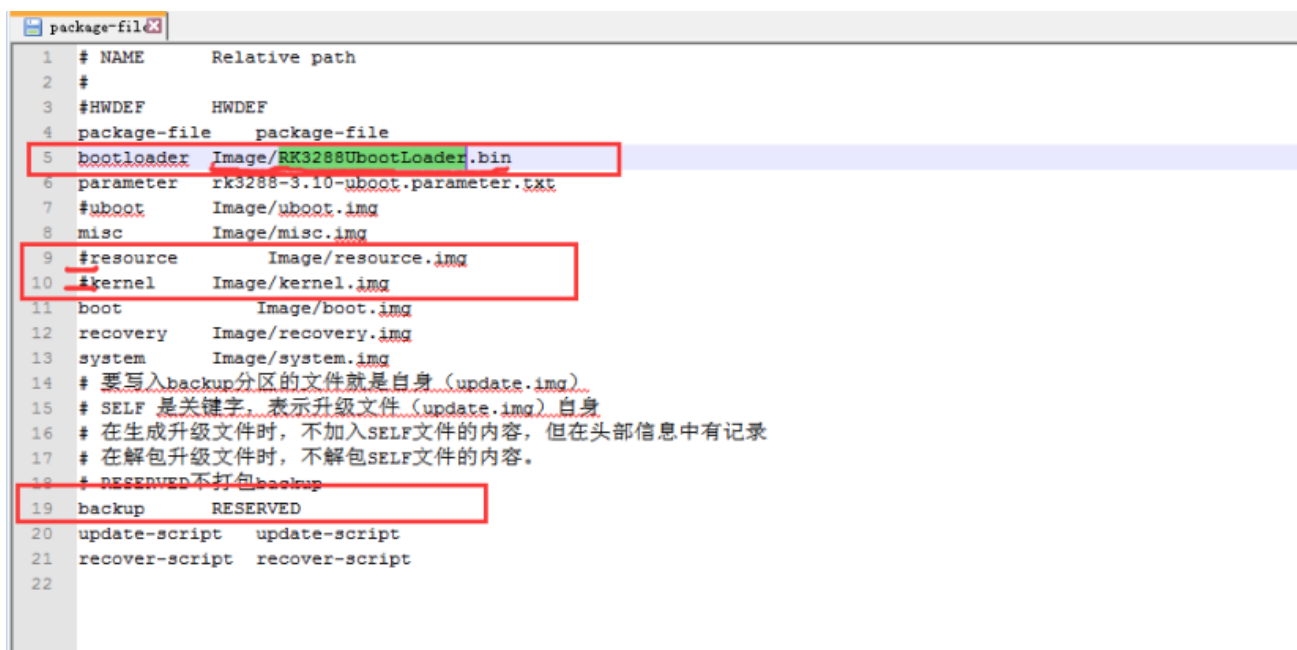 package-fil
1 # NAME Relative path
2 #
3 #HWDEF HWDEF
4 package-file package-file
5 bootloader Image/RK3288UbootLoader.bin
6 parameter rk3288-3.10-uboot.parameter.txt
7 #uboot Image/uboot.img
8 misc Image/misc.img
9 #resource Image/resource.img
10 #kernel Image/kernel.img
11 boot Image/boot.img
12 recovery Image/recovery.img
13 system Image/system.img
14 # 要写入backup分区的文件就是自身（update.img）
15 # SELF 是关键字，表示升级文件（update.img）自身
16 # 在生成升级文件时，不加入SELF文件的内容，但在头部信息中有记录
17 # 在解包升级文件时，不解包SELF文件的内容。
18 # RESERVED不打包backup
19 backup RESERVED
20 update-script update-script
21 recover-script recover-script
22